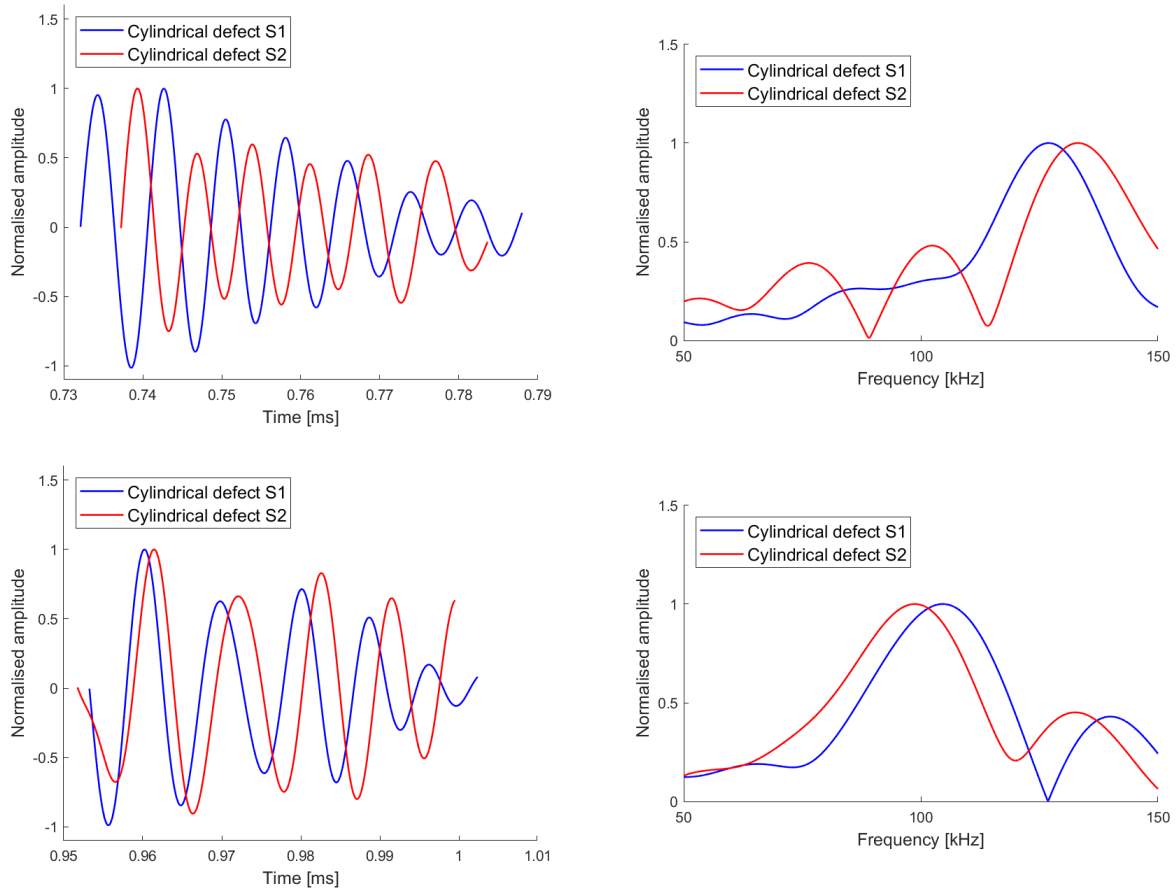 Cylindrical defect S1
Cylindrical defect S2
1.5
1
0.5
0
-0.5
-1
Normalised amplitude
0.73 0.74 0.75 0.76 0.77 0.78 0.79
Time [ms]
1.5
1
0.5
0
Normalised amplitude
Cylindrical defect S1
Cylindrical defect S2
50 100 150
Frequency [kHz]
1.5
1
0.5
0
-0.5
-1
Normalised amplitude
Cylindrical defect S1
Cylindrical defect S2
0.95 0.96 0.97 0.98 0.99 1 1.01
Time [ms]
1.5
1
0.5
0
Normalised amplitude
Cylindrical defect S1
Cylindrical defect S2
50 100 150
Frequency [kHz]